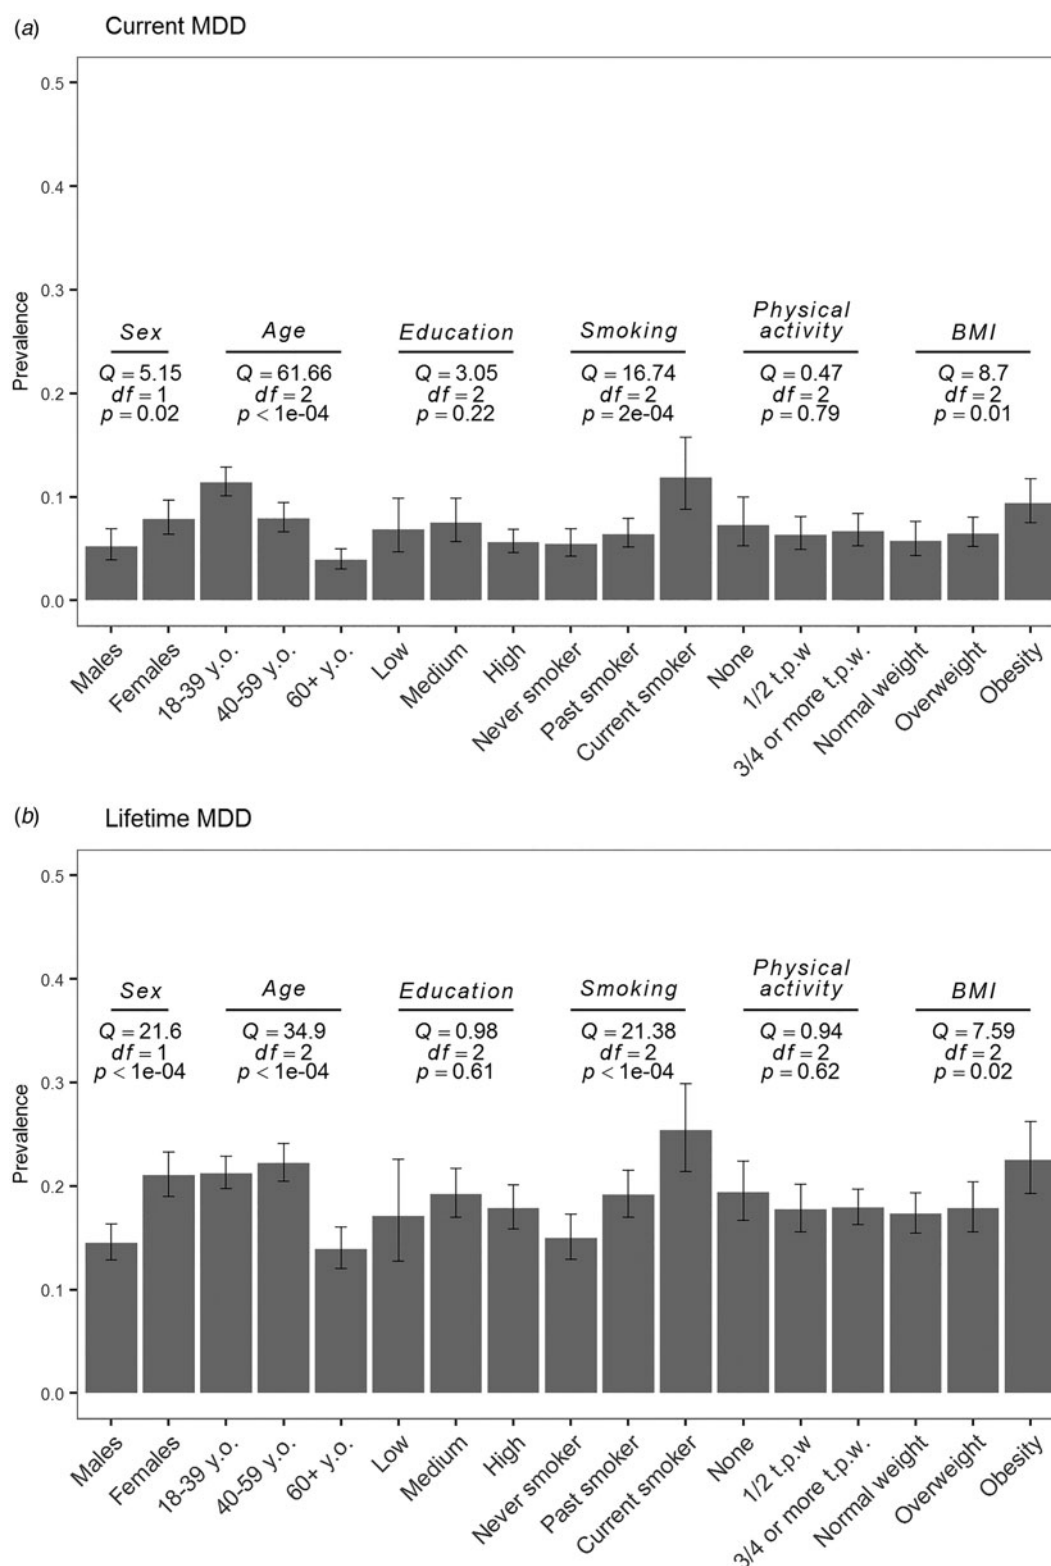 (a) Current MDD
Prevalence
0.5
0.4
0.3
0.2
0.1
0.0
Sex
Q = 5.15
df = 1
p = 0.02
Age
Q = 61.66
df = 2
p < 1e-04
Education
Q = 3.05
df = 2
p = 0.22
Smoking
Q = 16.74
df = 2
p = 2e-04
Physical
activity
Q = 0.47
df = 2
p = 0.79
BMI
Q = 8.7
df = 2
p = 0.01
Males
Females
18-39 y.o.
40-59 y.o.
60+ y.o.
Low
Medium
High
Never smoker
Past smoker
Current smoker
None
1/2 t.p.w
3/4 or more t.p.w.
Normal weight
Overweight
Obesity
(b) Lifetime MDD
Prevalence
0.5
0.4
0.3
0.2
0.1
0.0
Sex
Q = 21.6
df = 1
p < 1e-04
Age
Q = 34.9
df = 2
p < 1e-04
Education
Q = 0.98
df = 2
p = 0.61
Smoking
Q = 21.38
df = 2
p < 1e-04
Physical
activity
Q = 0.94
df = 2
p = 0.62
BMI
Q = 7.59
df = 2
p = 0.02
Males
Females
18-39 y.o.
40-59 y.o.
60+ y.o.
Low
Medium
High
Never smoker
Past smoker
Current smoker
None
1/2 t.p.w
3/4 or more t.p.w.
Normal weight
Overweight
Obesity